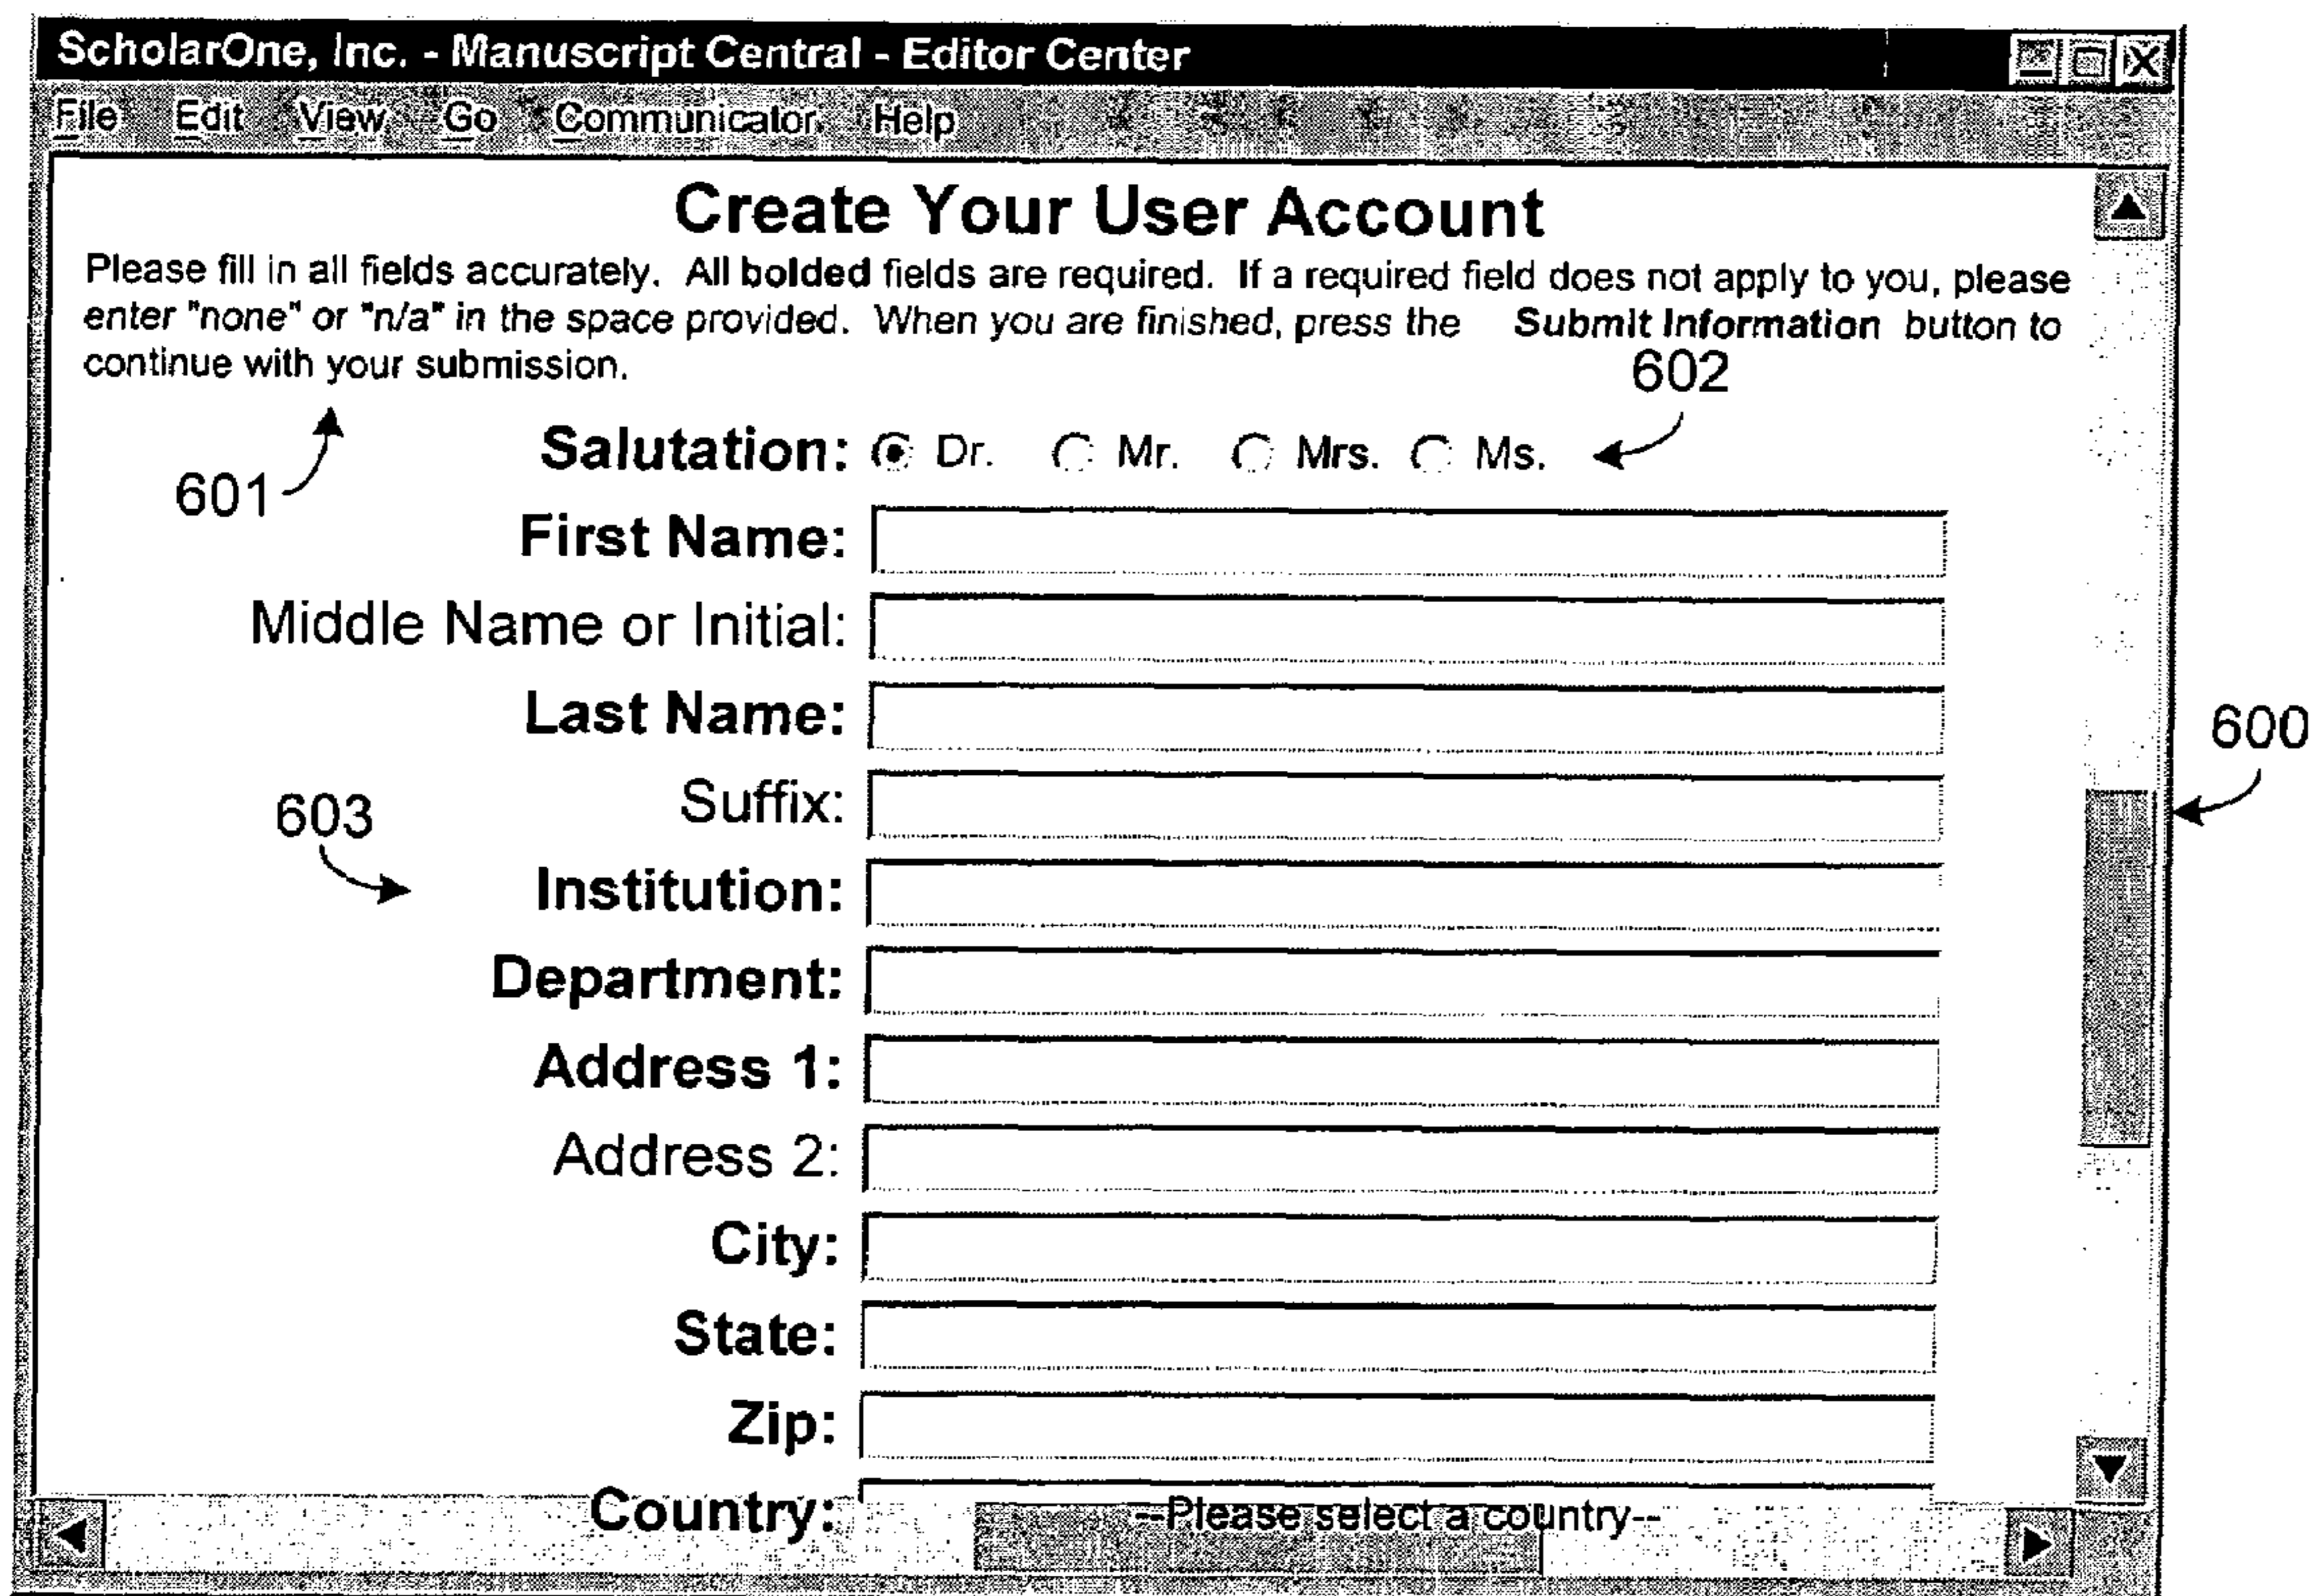 ScholarOne, Inc. - Manuscript Central - Editor Center
File Edit View Go Communicator Help
Create Your User Account
Please fill in all fields accurately. All bolded fields are required. If a required field does not apply to you, please
enter "none" or "n/a" in the space provided. When you are finished, press the Submit Information button to
continue with your submission.
602
Salutation: Dr. Mr. Mrs. Ms.
601
First Name:
Middle Name or Initial:
Last Name:
600
Suffix:
603
Institution:
Department:
Address 1:
Address 2:
City:
State:
Zip:
Country: --Please select a country--